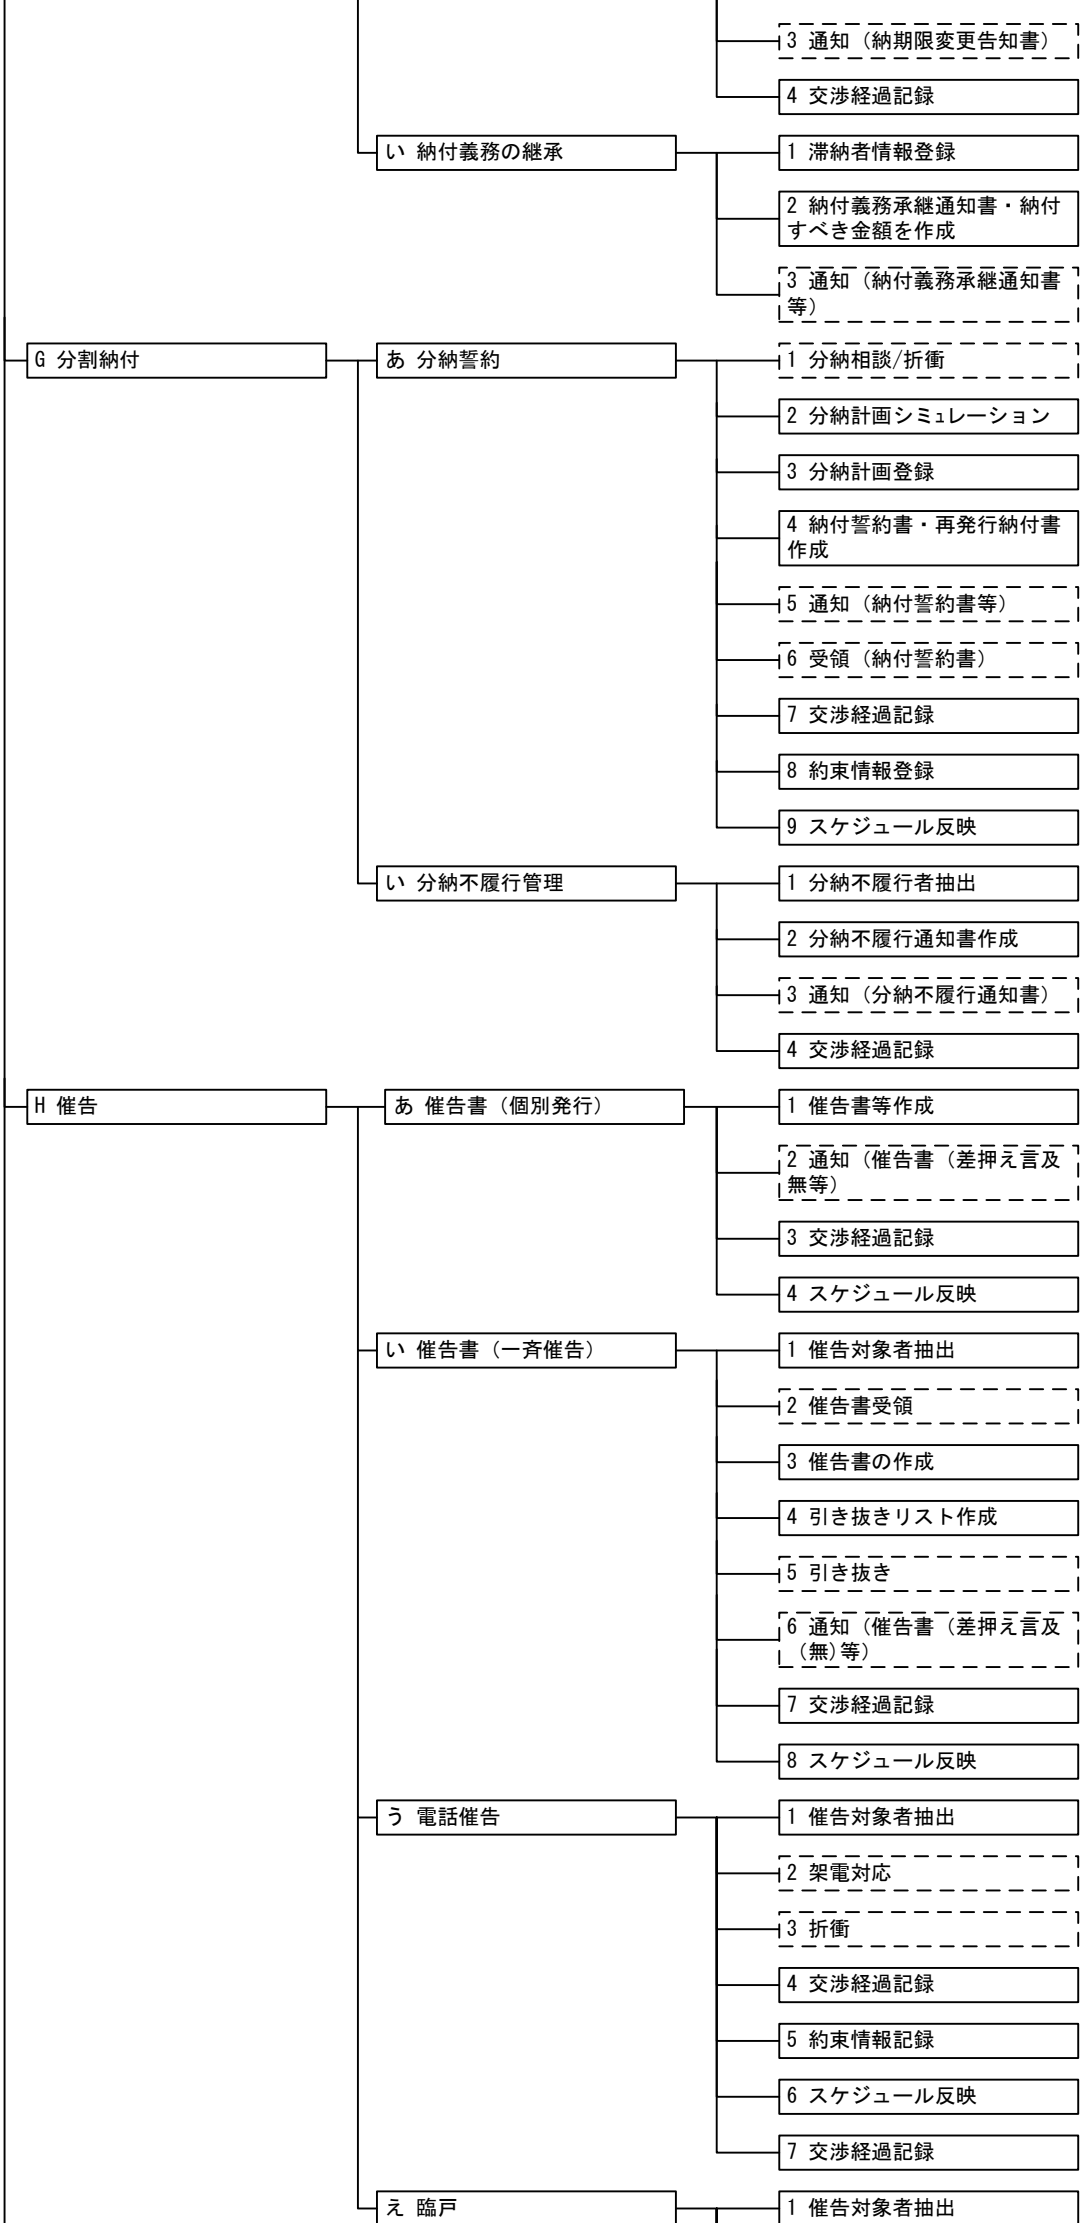 3 通知（納期限変更告知書）
4 交渉経過記録
い 納付義務の継承
1 滞納者情報登録
2 納付義務承継通知書・納付
すべき金額を作成
3 通知（納付義務承継通知書
等）
G 分割納付
あ 分納誓約
1 分納相談/折衝
2 分納計画シミュレーション
3 分納計画登録
4 納付誓約書・再発行納付書
作成
5 通知（納付誓約書等）
6 受領（納付誓約書）
7 交渉経過記録
8 約束情報登録
9 スケジュール反映
い 分納不履行管理
1 分納不履行者抽出
2 分納不履行通知書作成
3 通知（分納不履行通知書）
4 交渉経過記録
H 催告
あ 催告書（個別発行）
1 催告書等作成
2 通知（催告書（差押え言及
無等）
3 交渉経過記録
4 スケジュール反映
い 催告書（一斉催告）
1 催告対象者抽出
2 催告書受領
3 催告書の作成
4 引き抜きリスト作成
5 引き抜き
6 通知（催告書（差押え言及
（無)等）
7 交渉経過記録
8 スケジュール反映
う 電話催告
1 催告対象者抽出
2 架電対応
3 折衝
4 交渉経過記録
5 約束情報記録
6 スケジュール反映
7 交渉経過記録
え 臨戸
1 催告対象者抽出